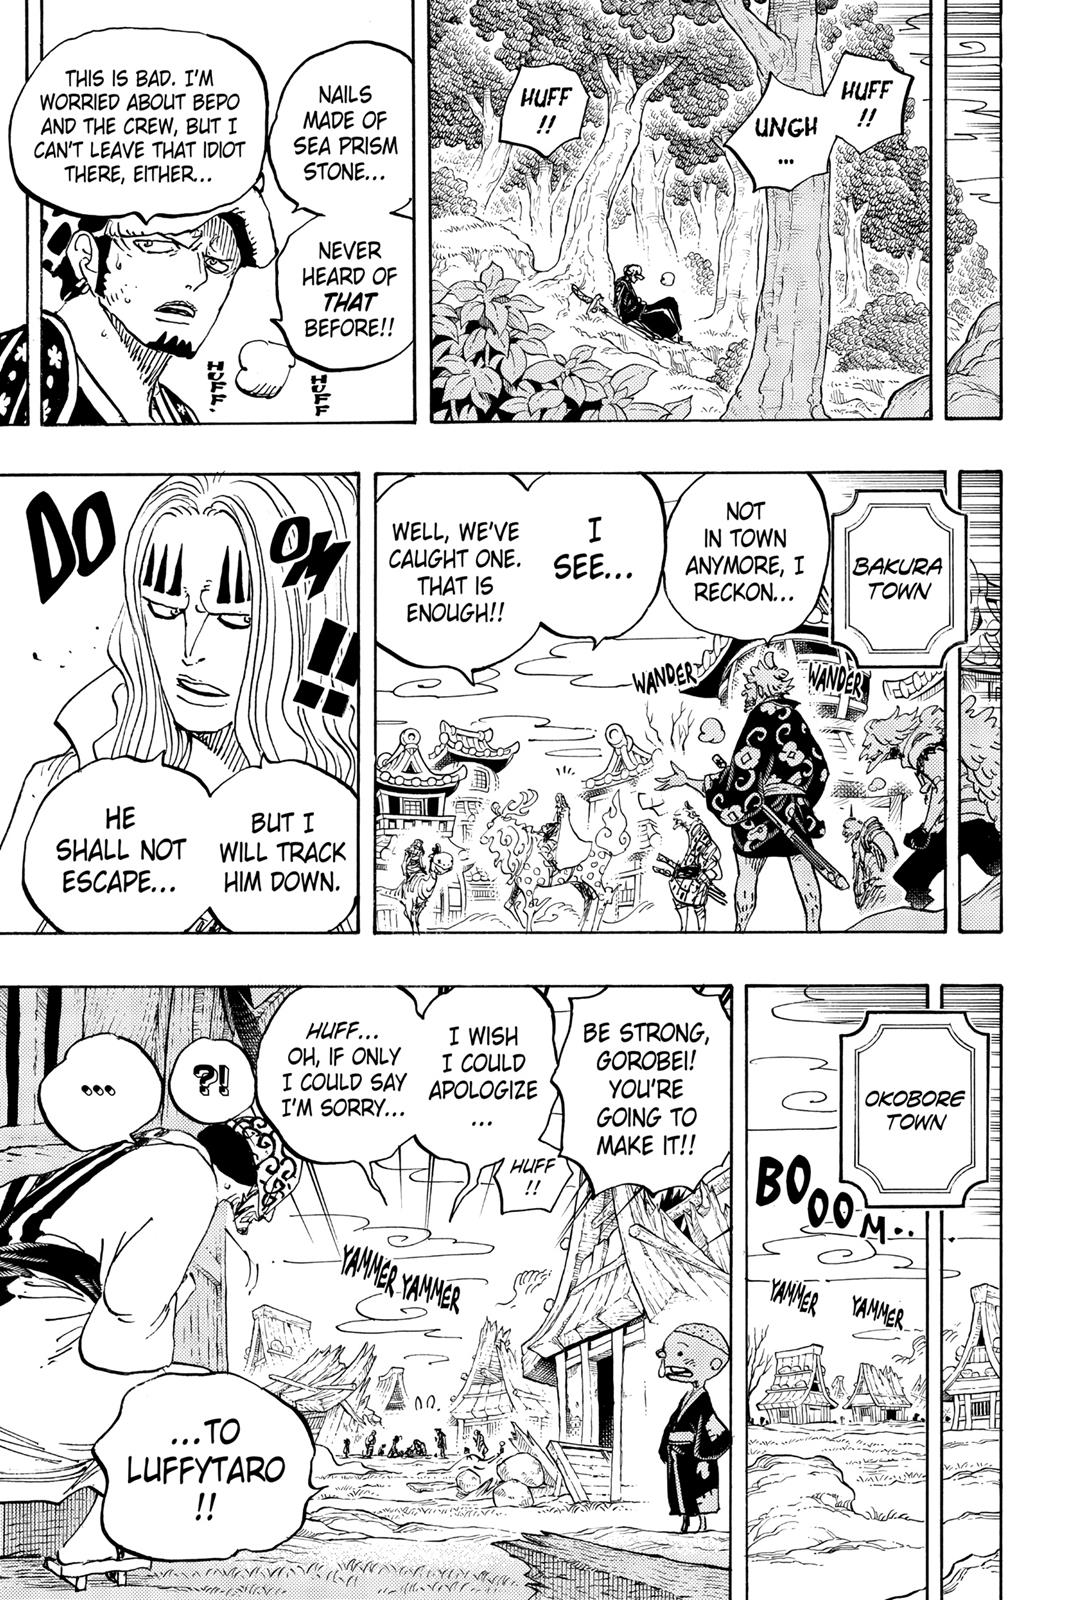 HUFF
!!
UNGH
...
HUFF
!!
NAILS
MADE OF
SEA PRISM
STONE...
NEVER
HEARD OF
THAT
BEFORE!!
THIS IS BAD. I'M
WORRIED ABOUT BEPO
AND THE CREW, BUT I
CAN'T LEAVE THAT IDIOT
THERE, EITHER...
HUFF
HUFF.
BAKURA
TOWN
NOT
IN TOWN
ANYMORE, I
RECKON...
WANDER
WANDER
I
SEE...
WELL, WE'VE
CAUGHT ONE.
THAT IS
ENOUGH!!
DOOM!!
BUT I
WILL TRACK
HIM DOWN.
HE
SHALL NOT
ESCAPE...
OKOBORE
TOWN
BOOOM..
YAMMER
YAMMER
BE STRONG,
GOROBEI!
YOU'RE
GOING TO
MAKE IT!!
HUFF
!!
I WISH
I COULD
APOLOGIZE
...
HUFF...
OH, IF ONLY
I COULD SAY
I'M SORRY...
YAMMER YAMMER
?!
...
...TO
LUFFYTARO
!!